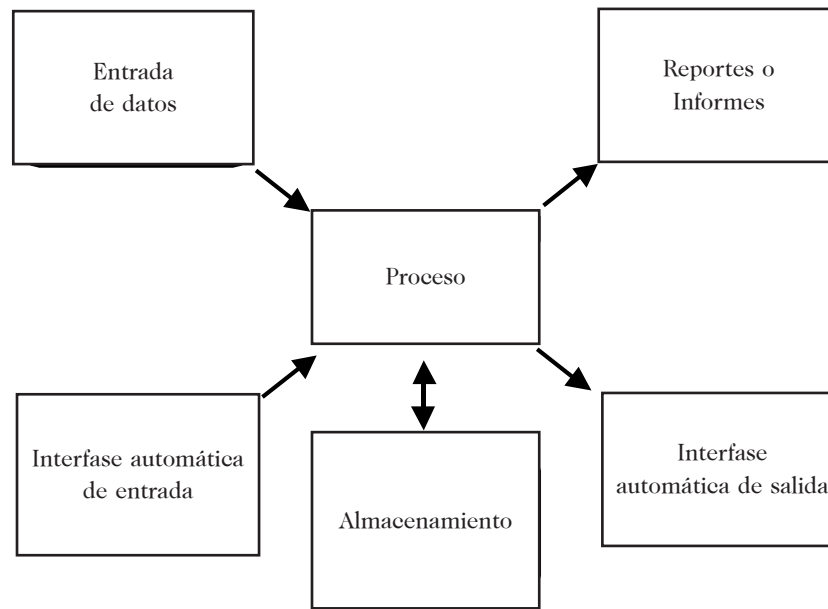 Entrada
de datos
Reportes o
Informes
Proceso
Interfase automática
de entrada
Almacenamiento
Interfase
automática de salida